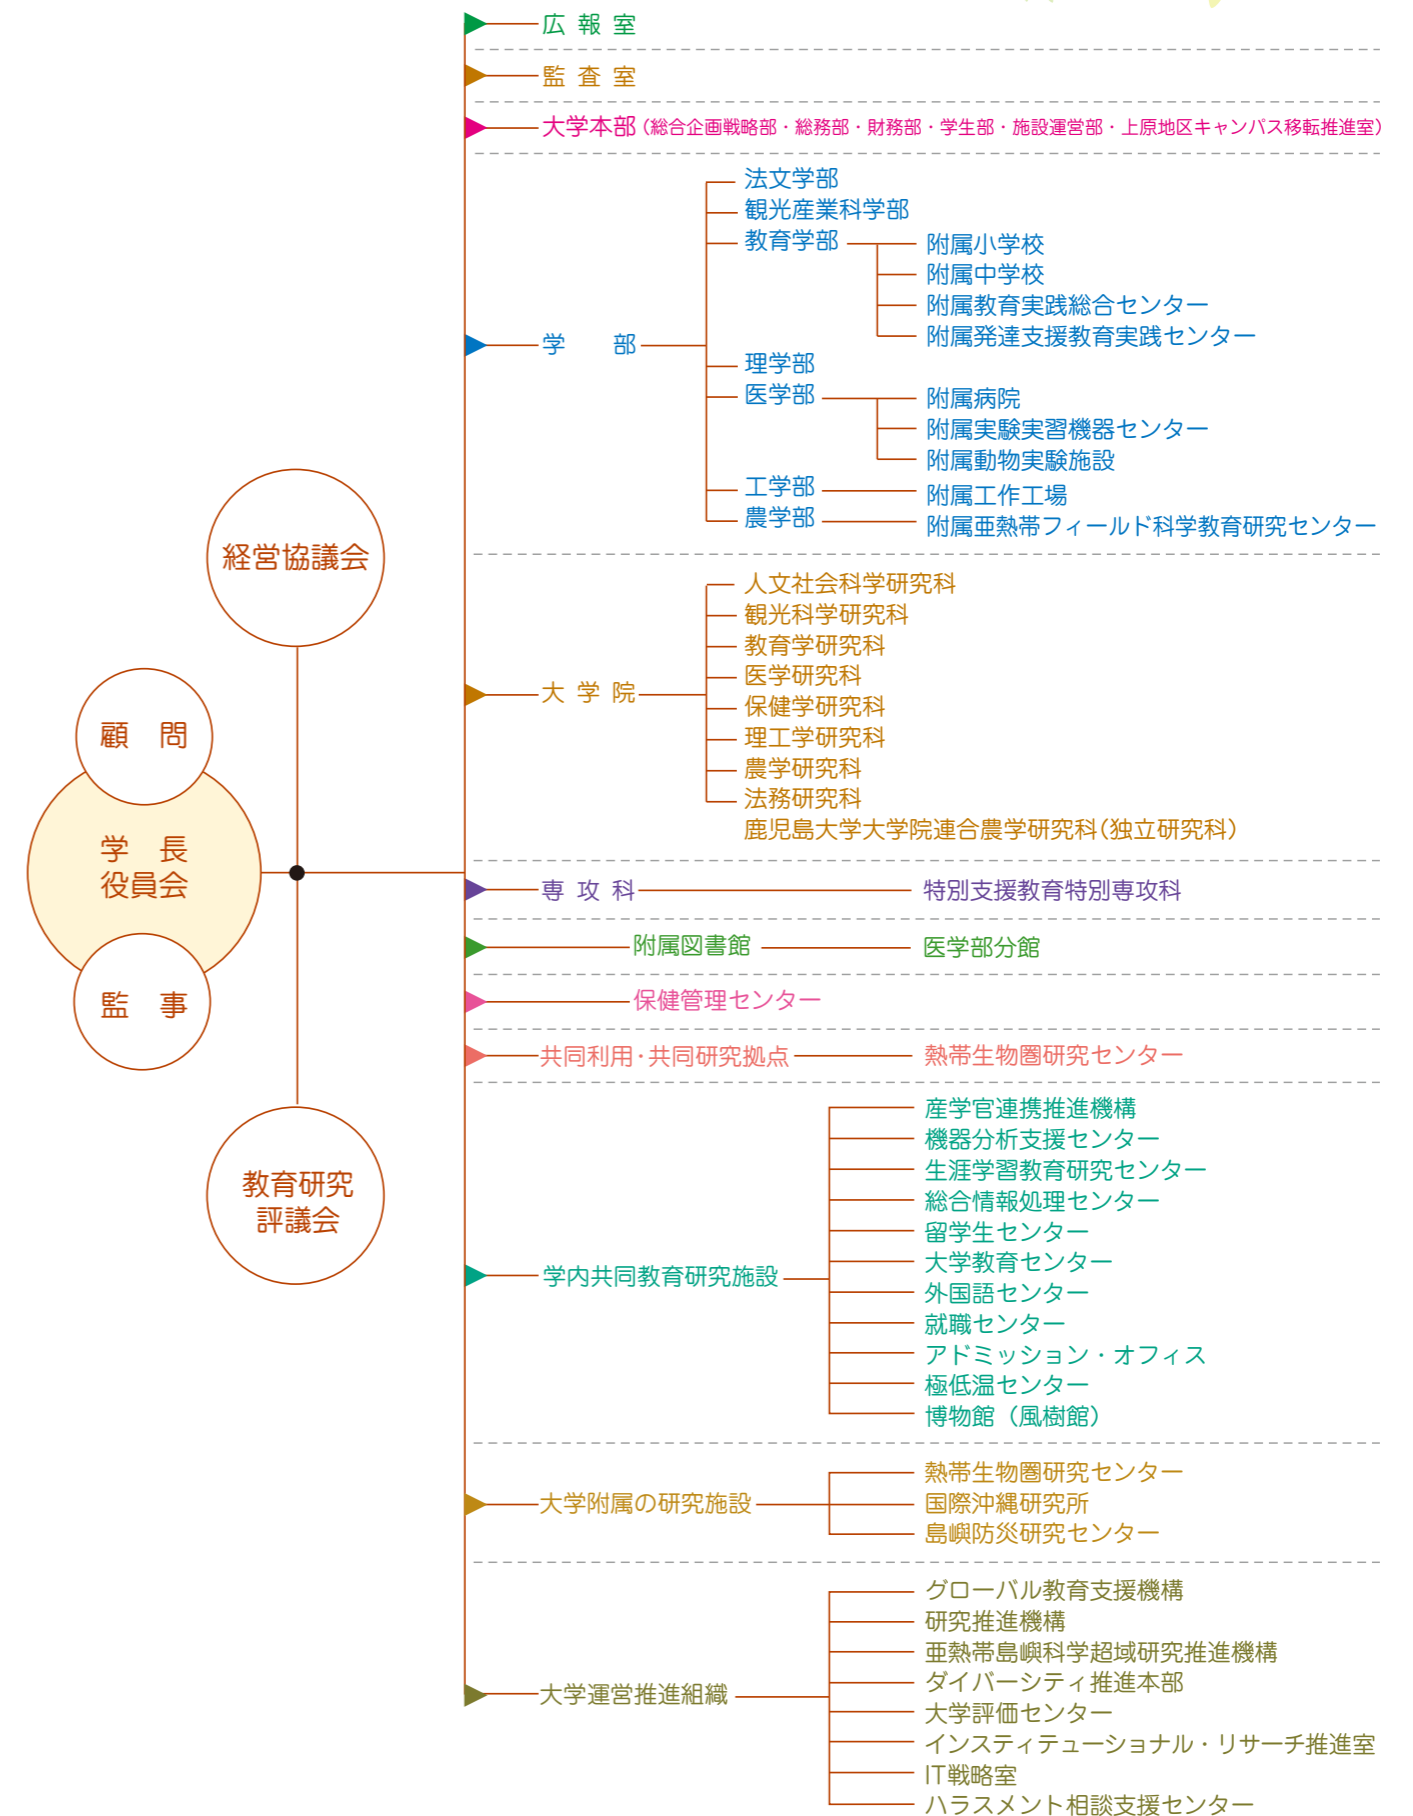 広報室
監査室
大学本部（総合企画戦略部・総務部・財務部・学生部・施設運営部・上原地区キャンパス移転推進室）
学　部
法文学部
観光産業科学部
教育学部
附属小学校
附属中学校
附属教育実践総合センター
附属発達支援教育実践センター
理学部
医学部
附属病院
附属実験実習機器センター
附属動物実験施設
工学部
附属工作工場
農学部
附属亜熱帯フィールド科学教育研究センター
経営協議会
顧　問
学　長
役員会
監　事
教育研究
評議会
大学院
人文社会科学研究科
観光科学研究科
教育学研究科
医学研究科
保健学研究科
理工学研究科
農学研究科
法務研究科
鹿児島大学大学院連合農学研究科（独立研究科）
専攻科
特別支援教育特別専攻科
附属図書館
医学部分館
保健管理センター
共同利用・共同研究拠点
熱帯生物圏研究センター
学内共同教育研究施設
産学官連携推進機構
機器分析支援センター
生涯学習教育研究センター
総合情報処理センター
留学生センター
大学教育センター
外国語センター
就職センター
アドミッション・オフィス
極低温センター
博物館（風樹館）
大学附属の研究施設
熱帯生物圏研究センター
国際沖縄研究所
島嶼防災研究センター
大学運営推進組織
グローバル教育支援機構
研究推進機構
亜熱帯島嶼科学超域研究推進機構
ダイバーシティ推進本部
大学評価センター
インスティテューショナル・リサーチ推進室
IT戦略室
ハラスメント相談支援センター